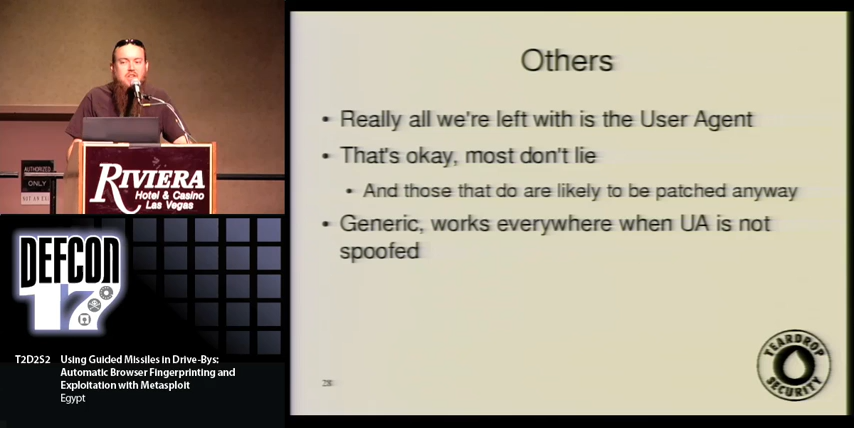 Others
• Really all we're left with is the User Agent
• That's okay, most don't lie
• And those that do are likely to be patched anyway
• Generic, works everywhere when UA is not
spoofed
28
TEARDROP
SECURITY
AUTHORIZED
ONLY
RIVIERA
Hotel & Casino
Las Vegas
DEFCON
17
T2D2S2 Using Guided Missiles in Drive-Bys:
Automatic Browser Fingerprinting and
Exploitation with Metasploit
Egypt